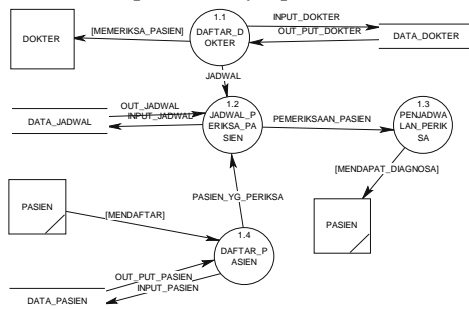 1.1
INPUT_DOKTER
DOKTER
[MEMERIKSA_PASIEN]
DAFTAR_D
OKTER
OUT_PUT_DOKTER
DATA_DOKTER
JADWAL
1.2
1.3
OUT_JADWAL
INPUT_JADWAL
DATA_JADWAL
JADWAL_P
ERIKSA_PA
SIEN
PEMERIKSAAN_PASIEN
PENJADWA
LAN_PERIK
SA
[MENDAPAT_DIAGNOSA]
PASIEN_YG_PERIKSA
PASIEN
[MENDAFTAR]
PASIEN
1.4
DAFTAR_P
ASIEN
OUT_PUT_PASIEN
INPUT_PASIEN
DATA_PASIEN